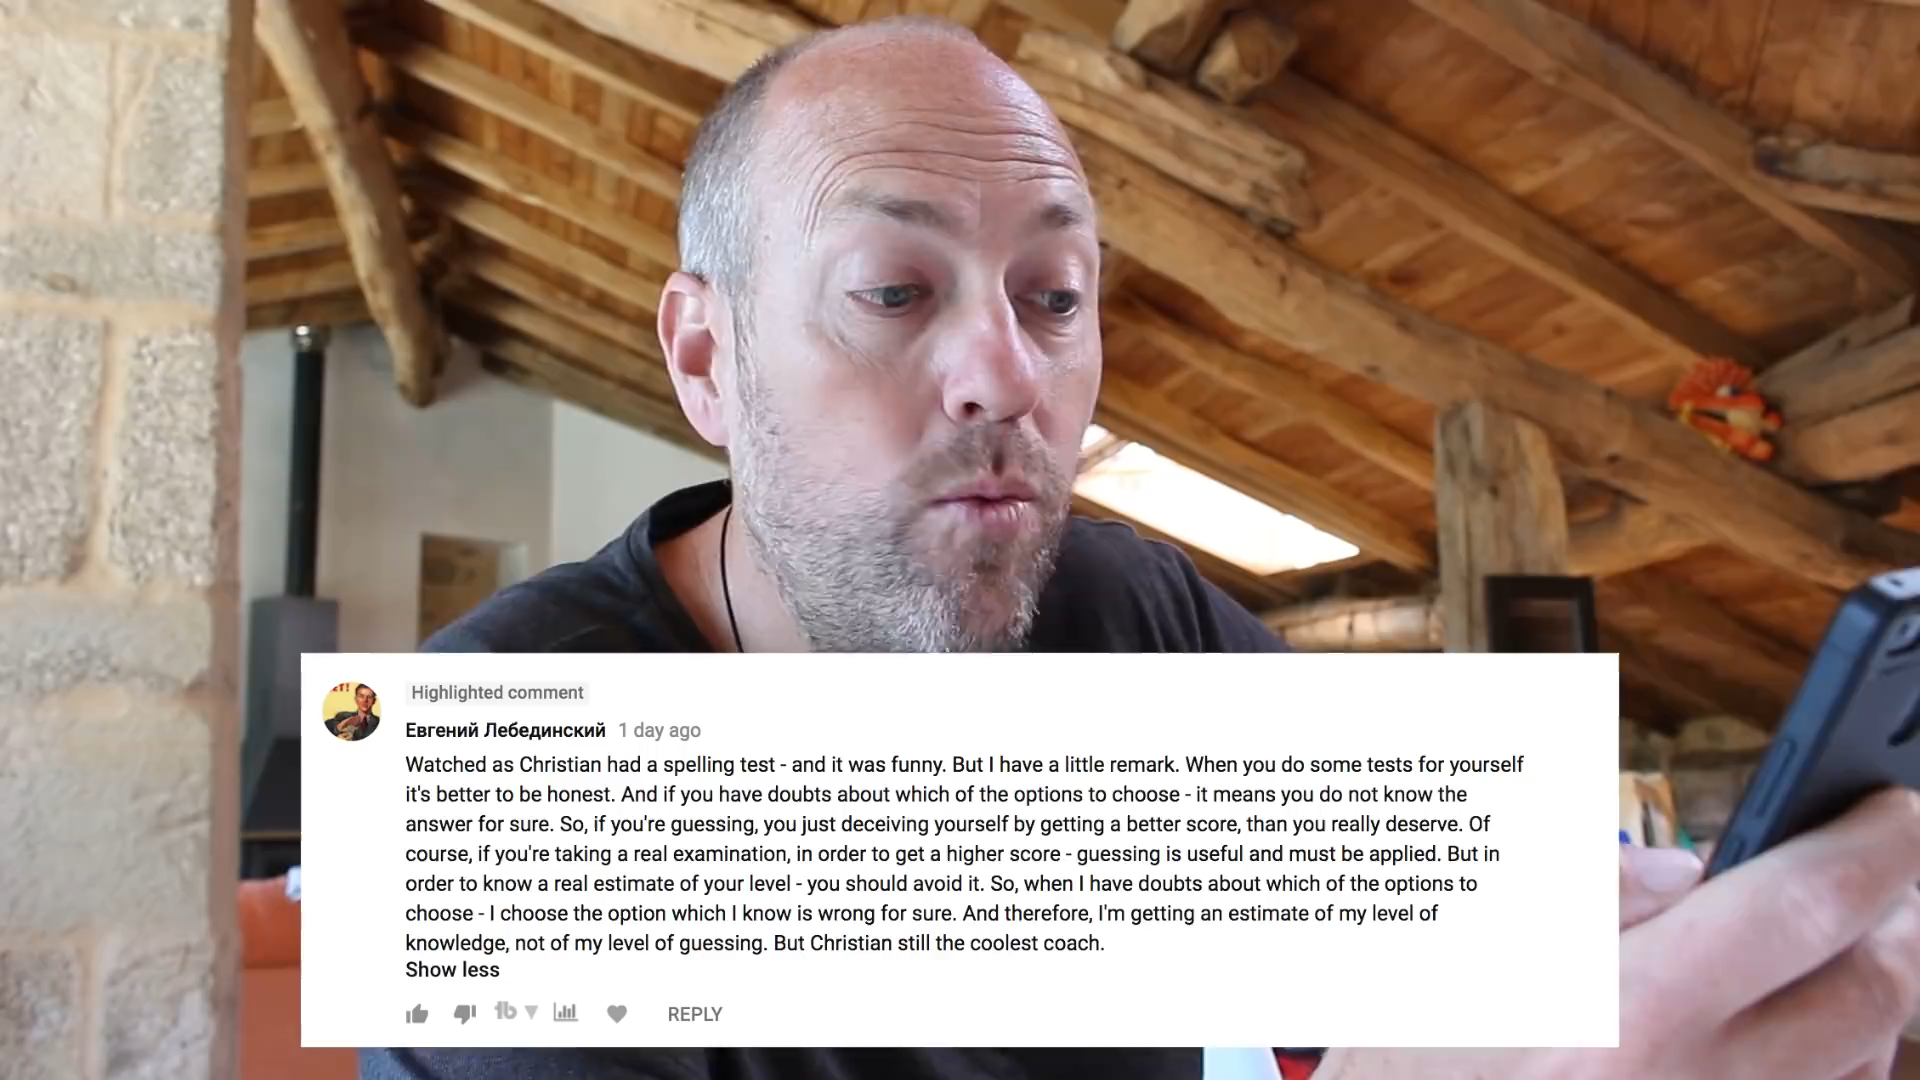 Highlighted comment
Евгений Лебединский 1 day ago
Watched as Christian had a spelling test - and it was funny. But I have a little remark. When you do some tests for yourself
it's better to be honest. And if you have doubts about which of the options to choose - it means you do not know the
answer for sure. So, if you're guessing, you just deceiving yourself by getting a better score, than you really deserve. Of
course, if you're taking a real examination, in order to get a higher score - guessing is useful and must be applied. But in
order to know a real estimate of your level - you should avoid it. So, when I have doubts about which of the options to
choose - I choose the option which I know is wrong for sure. And therefore, I'm getting an estimate of my level of
knowledge, not of my level of guessing. But Christian still the coolest coach.
Show less
REPLY